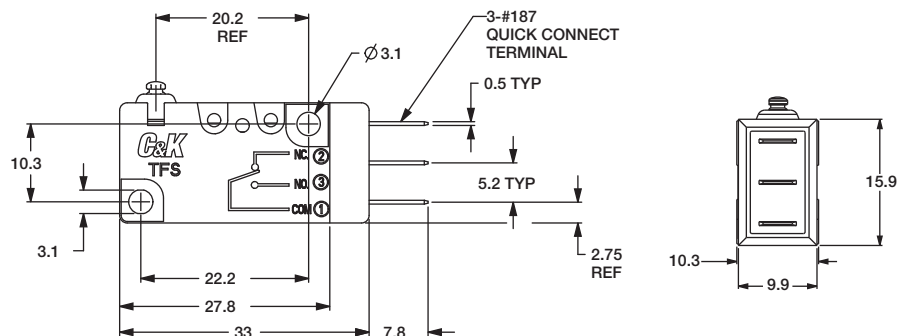 20.2
REF
3-#187
QUICK CONNECT
TERMINAL
Ø 3.1
0.5 TYP
C&K
TFS
NC. 2
NO. 3
COM 1
10.3
3.1
5.2 TYP
2.75
REF
22.2
27.8
33
7.8
15.9
10.3
9.9